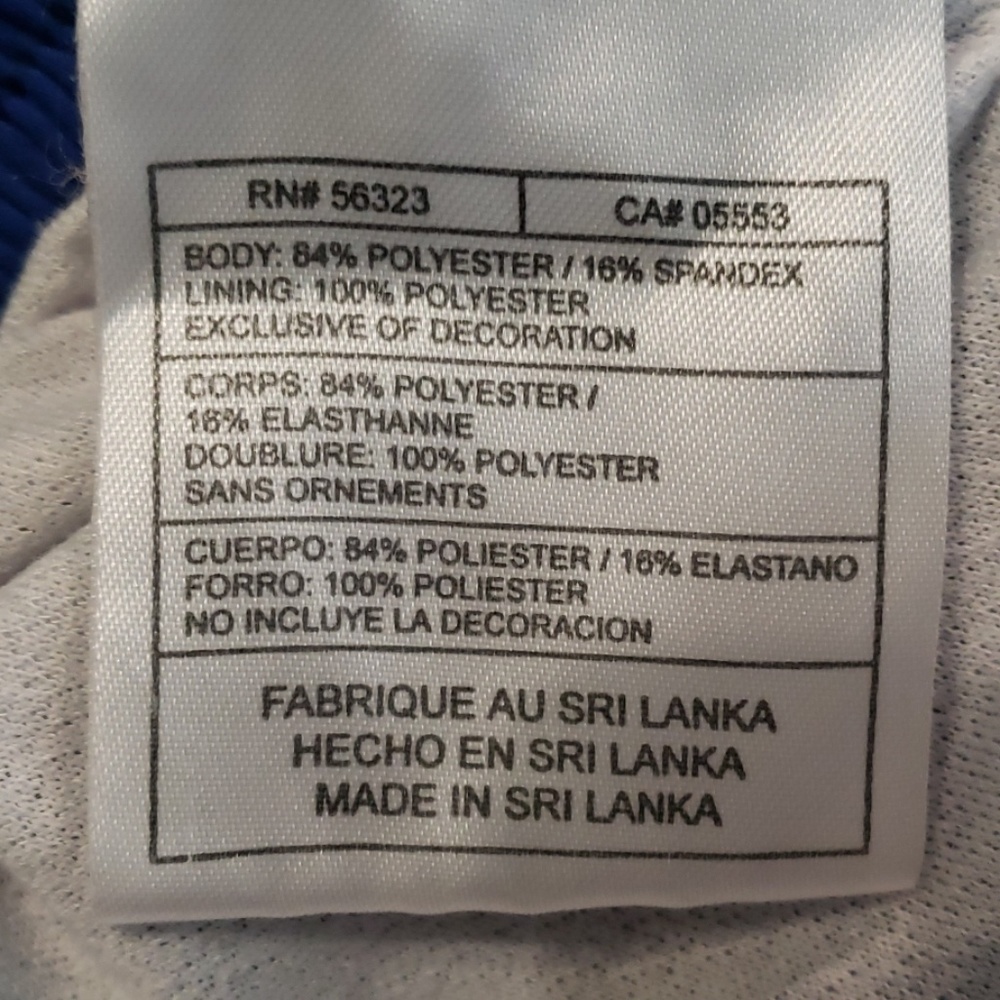 RN# 56323 CA# 05553
BODY: 84% POLYESTER / 16% SPANDEX
LINING: 100% POLYESTER
EXCLUSIVE OF DECORATION
CORPS: 84% POLYESTER /
16% ELASTHANNE
DOUBLURE: 100% POLYESTER
SANS ORNEMENTS
CUERPO: 84% POLIESTER / 16% ELASTANO
FORRO: 100% POLIESTER
NO INCLUYE LA DECORACION
FABRIQUE AU SRI LANKA
HECHO EN SRI LANKA
MADE IN SRI LANKA